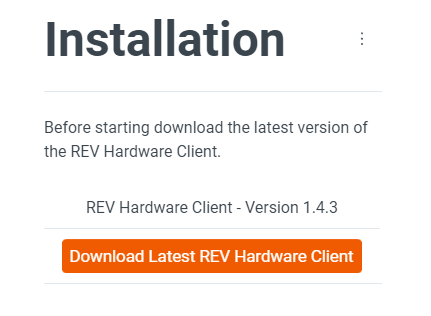 Installation
Before starting download the latest version of
the REV Hardware Client.
REV Hardware Client - Version 1.4.3
Download Latest REV Hardware Client